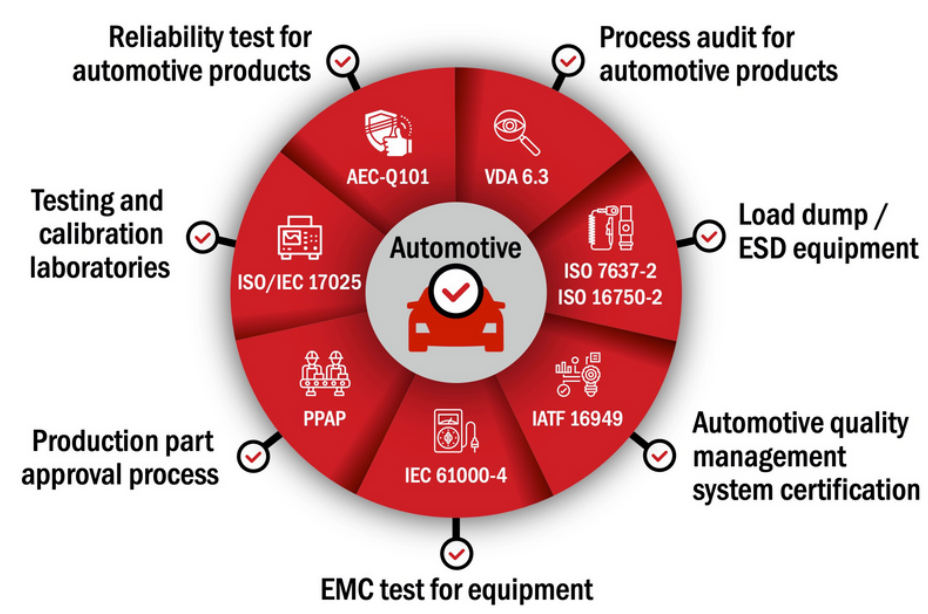 Reliability test for
automotive products
Process audit for
automotive products
AEC-Q101
VDA 6.3
Testing and
calibration
laboratories
ISO/IEC 17025
Automotive
ISO 7637-2
ISO 16750-2
Load dump /
ESD equipment
PPAP
IEC 61000-4
IATF 16949
Production part
approval process
Automotive quality
management
system certification
EMC test for equipment